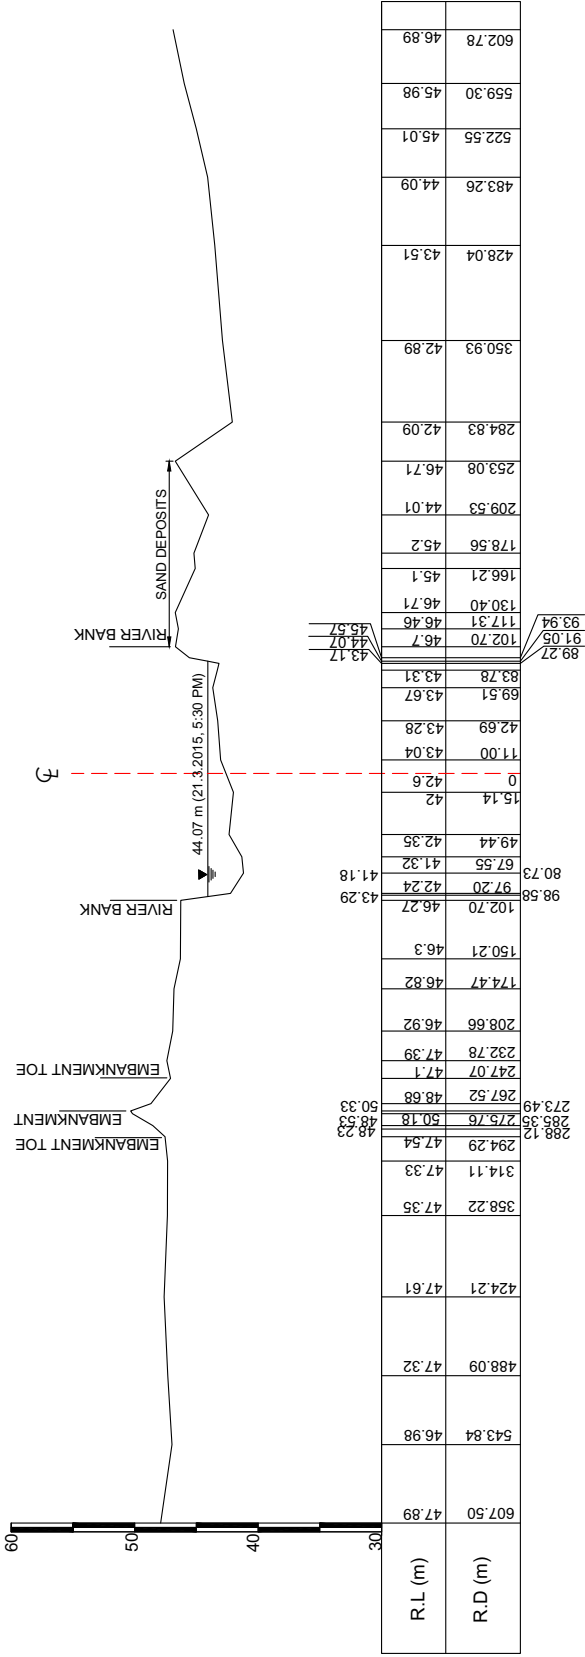 60
50
40
30
EMBANKMENT TOE
EMBANKMENT
EMBANKMENT TOE
RIVER BANK
44.07 m (21.3.2015, 5:30 PM)
RIVER BANK
SAND DEPOSITS
48.23
48.53
50.33
43.29
41.18
43.17
44.07
45.57
R.L (m) 47.89 46.98 47.32 47.61 47.35 47.33 47.54 50.18 48.68 47.1 47.39 46.92 46.82 46.3 46.27 42.24 41.32 42.35 42 42.6 43.04 43.28 43.67 43.31 46.7 46.46 46.71 45.1 45.2 44.01 46.71 42.09 42.89 43.51 44.09 45.01 45.98 46.89
R.D (m) 607.50 543.84 488.09 424.21 358.22 314.11 294.29 275.76 267.52 247.07 232.78 208.66 174.47 150.21 102.70 97.20 67.55 49.44 15.14 0 11.00 42.69 69.51 83.78 102.70 117.31 130.40 166.21 178.56 209.53 253.08 284.83 350.93 428.04 483.26 522.55 559.30 602.78
288.12
285.35
273.49
98.58
80.73
89.27
91.05
93.94